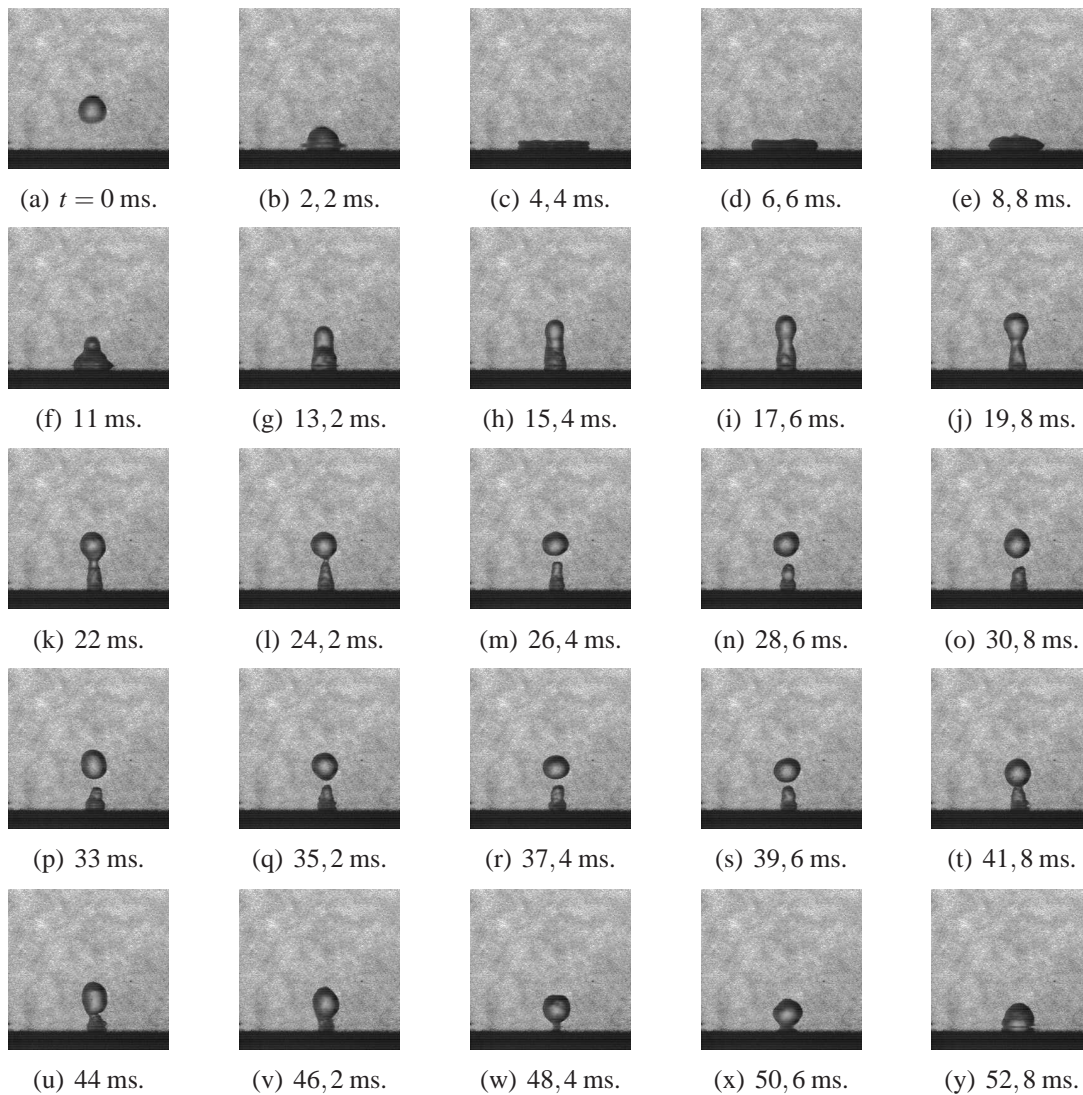 (a) t = 0 ms. (b) 2,2 ms. (c) 4,4 ms. (d) 6,6 ms. (e) 8,8 ms.
(f) 11 ms. (g) 13,2 ms. (h) 15,4 ms. (i) 17,6 ms. (j) 19,8 ms.
(k) 22 ms. (l) 24,2 ms. (m) 26,4 ms. (n) 28,6 ms. (o) 30,8 ms.
(p) 33 ms. (q) 35,2 ms. (r) 37,4 ms. (s) 39,6 ms. (t) 41,8 ms.
(u) 44 ms. (v) 46,2 ms. (w) 48,4 ms. (x) 50,6 ms. (y) 52,8 ms.